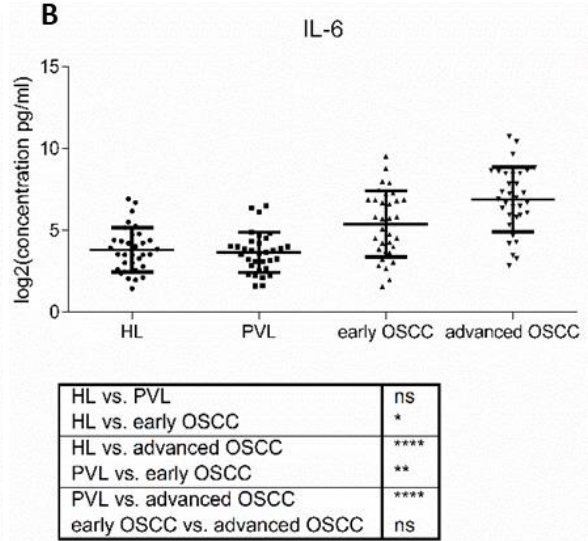 B
IL-6
log2(concentration pg/ml)
15
10
5
0
HL PVL early OSCC advanced OSCC
HL vs. PVL ns
HL vs. early OSCC *
HL vs. advanced OSCC ****
PVL vs. early OSCC **
PVL vs. advanced OSCC ****
early OSCC vs. advanced OSCC ns